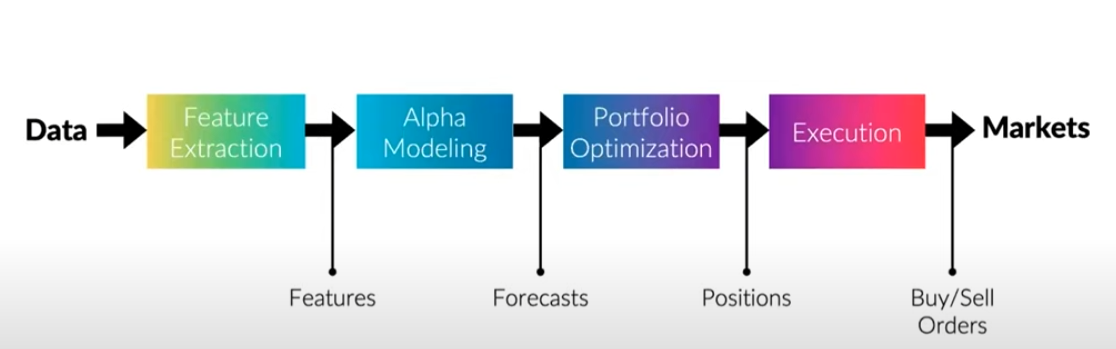 Data
Feature
Extraction
Alpha
Modeling
Portfolio
Optimization
Execution
Markets
Features
Forecasts
Positions
Buy/Sell
Orders